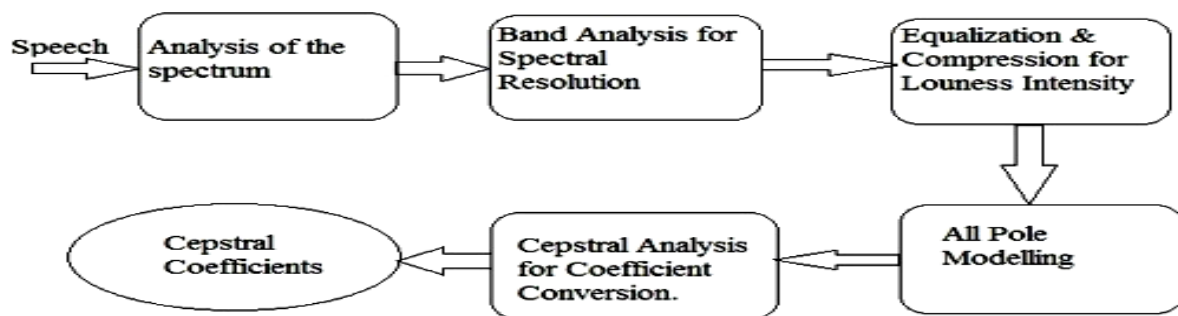 Speech
Analysis of the
spectrum
Band Analysis for
Spectral
Resolution
Equalization &
Compression for
Louness Intensity
All Pole
Modelling
Cepstral Analysis
for Coefficient
Conversion.
Cepstral
Coefficients